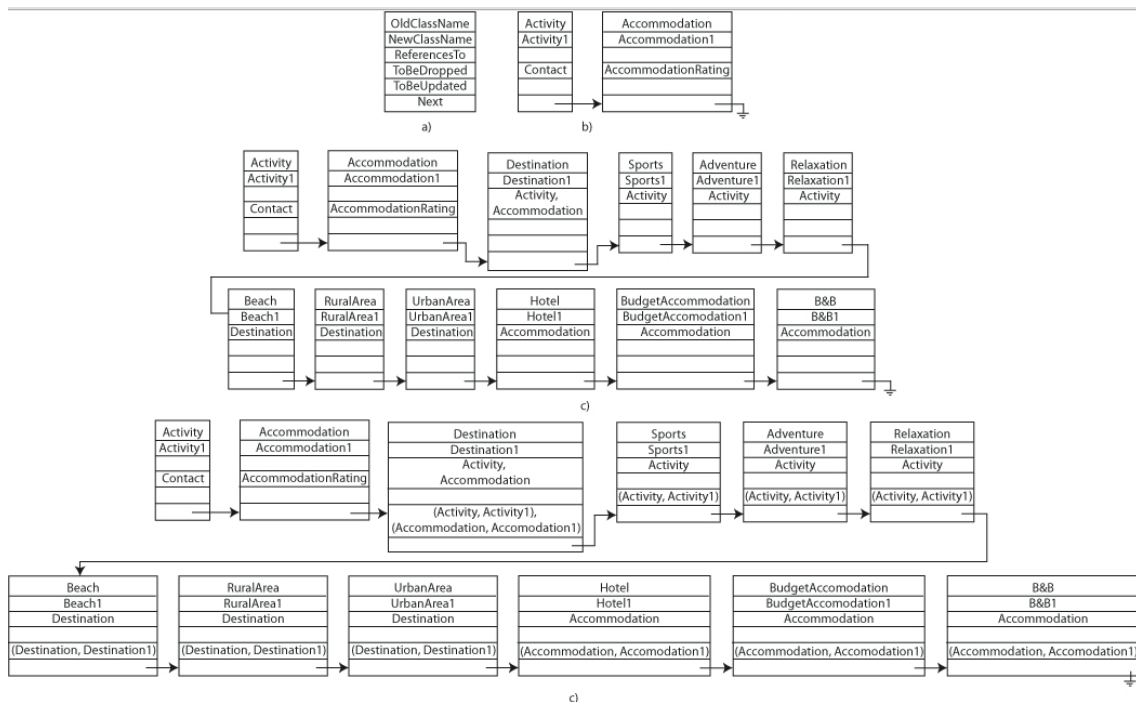 OldClassName
NewClassName
ReferencesTo
ToBeDropped
ToBeUpdated
Next
a)
Activity
Activity1
Contact
Accommodation
Accommodation1
AccommodationRating
b)
Activity
Activity1
Contact
Accommodation
Accommodation1
AccommodationRating
Destination
Destination1
Activity,
Accommodation
Sports
Sports1
Activity
Adventure
Adventure1
Activity
Relaxation
Relaxation1
Activity
Beach
Beach1
Destination
RuralArea
RuralArea1
Destination
UrbanArea
UrbanArea1
Destination
Hotel
Hotel1
Accommodation
BudgetAccommodation
BudgetAccomodation1
Accommodation
B&B
B&B1
Accommodation
c)
Activity
Activity1
Contact
Accommodation
Accommodation1
AccommodationRating
Destination
Destination1
Activity,
Accommodation
(Activity, Activity1),
(Accommodation, Accomodation1)
Sports
Sports1
Activity
(Activity, Activity1)
Adventure
Adventure1
Activity
(Activity, Activity1)
Relaxation
Relaxation1
Activity
(Activity, Activity1)
Beach
Beach1
Destination
(Destination, Destination1)
RuralArea
RuralArea1
Destination
(Destination, Destination1)
UrbanArea
UrbanArea1
Destination
(Destination, Destination1)
Hotel
Hotel1
Accommodation
(Accommodation, Accomodation1)
BudgetAccomodation
BudgetAccomodation1
Accommodation
(Accommodation, Accomodation1)
B&B
B&B1
Accommodation
(Accommodation, Accomodation1)
c)